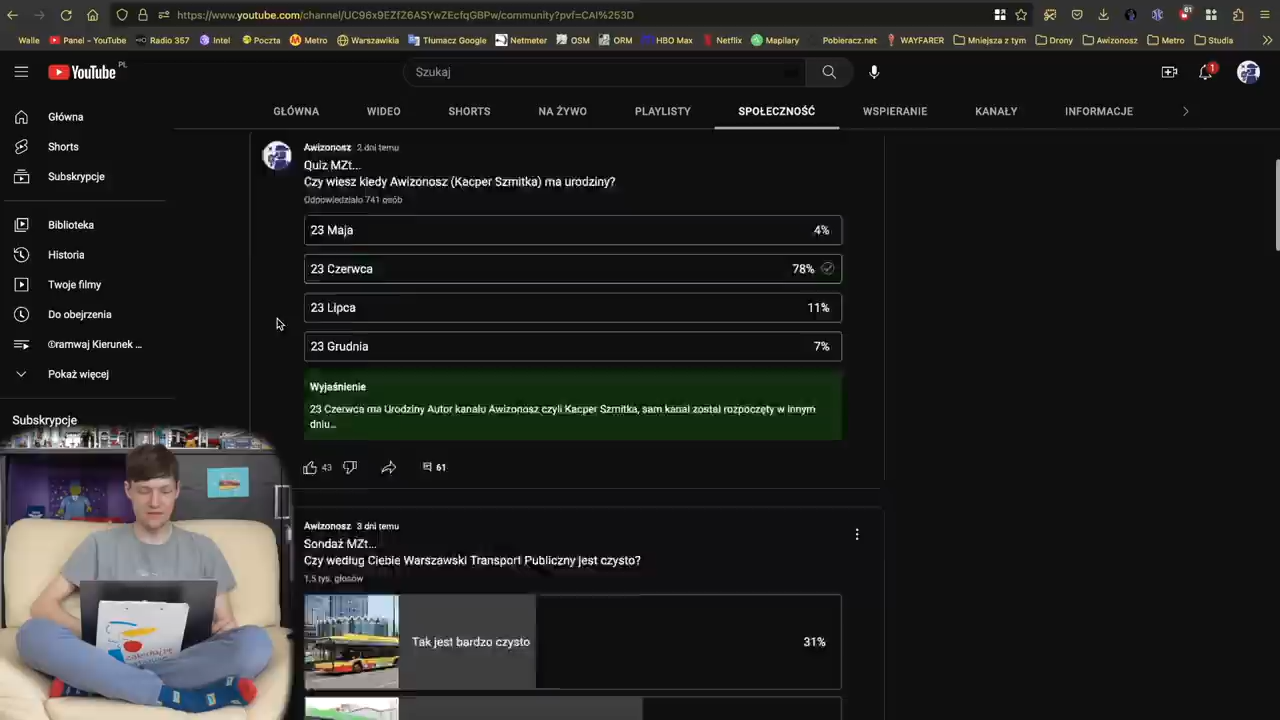 https://www.youtube.com/channel/UC96x9EZfZ6ASYwZEcfqGBPw/community?pvf=CAI%253D
61
Walle
Panel - YouTube
Radio 357
Intel
Poczta
Metro
Warszawikia
Tłumacz Google
Netmeter
OSM
ORM
HBO Max
Netflix
Mapilary
Pobieracz.net
WAYFARER
Mniejsza z tym
Drony
Awizonosz
Metro
Studia
YouTube PL
Szukaj
1
GŁÓWNA
WIDEO
SHORTS
NA ŻYWO
PLAYLISTY
SPOŁECZNOŚĆ
WSPIERANIE
KANAŁY
INFORMACJE
Główna
Shorts
Subskrypcje
Biblioteka
Historia
Twoje filmy
Do obejrzenia
©ramwaj Kierunek ...
Pokaż więcej
Subskrypcje
Awizonosz 2 dni temu
Quiz MZt...
Czy wiesz kiedy Awizonosz (Kacper Szmitka) ma urodziny?
Odpowiedziało 741 osób
23 Maja 4%
23 Czerwca 78%
23 Lipca 11%
23 Grudnia 7%
Wyjaśnienie
23 Czerwca ma Urodziny Autor kanału Awizonosz czyli Kacper Szmitka, sam kanał został rozpoczęty w innym
dniu...
43
61
Awizonosz 3 dni temu
Sondaż MZt...
Czy według Ciebie Warszawski Transport Publiczny jest czysto?
1,5 tys. głosów
Tak jest bardzo czysto 31%